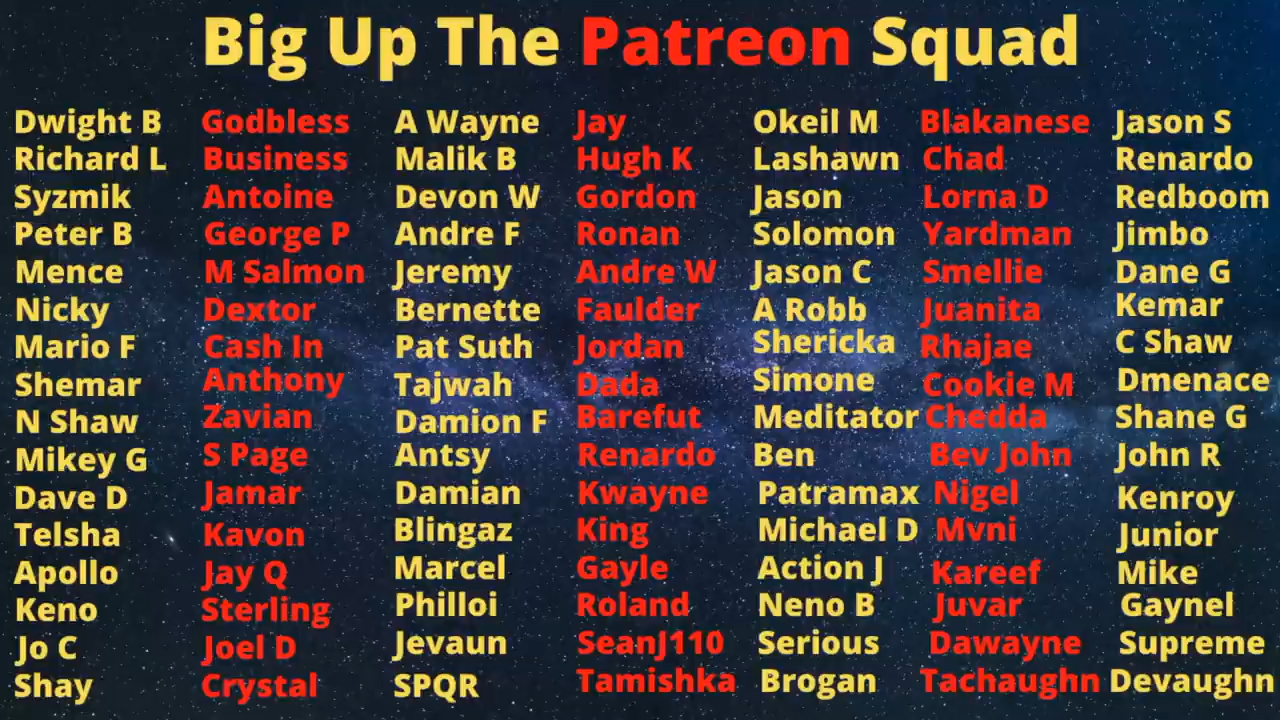 Big Up The Patreon Squad
Dwight B Godbless A Wayne Jay Okeil M Blakanese Jason S
Richard L Business Malik B Hugh K Lashawn Chad Renardo
Syzmik Antoine Devon W Gordon Jason Lorna D Redboom
Peter B George P Andre F Ronan Solomon Yardman Jimbo
Mence M Salmon Jeremy Andre W Jason C Smellie Dane G
Nicky Dextor Bernette Faulder A Robb Juanita Kemar
Mario F Cash In Pat Suth Jordan Shericka Rhajae C Shaw
Shemar Anthony Tajwah Dada Simone Cookie M Dmenace
N Shaw Zavian Damion F Barefut Meditator Chedda Shane G
Mikey G S Page Antsy Renardo Ben Bev John John R
Dave D Jamar Damian Kwayne Patramax Nigel Kenroy
Telsha Kavon Blingaz King Michael D Mvni Junior
Apollo Jay Q Marcel Gayle Action J Kareef Mike
Keno Sterling Philloi Roland Neno B Juvar Gaynel
Jo C Joel D Jevaun SeanJ110 Serious Dawayne Supreme
Shay Crystal SPQR Tamishka Brogan Tachaughn Devaughn